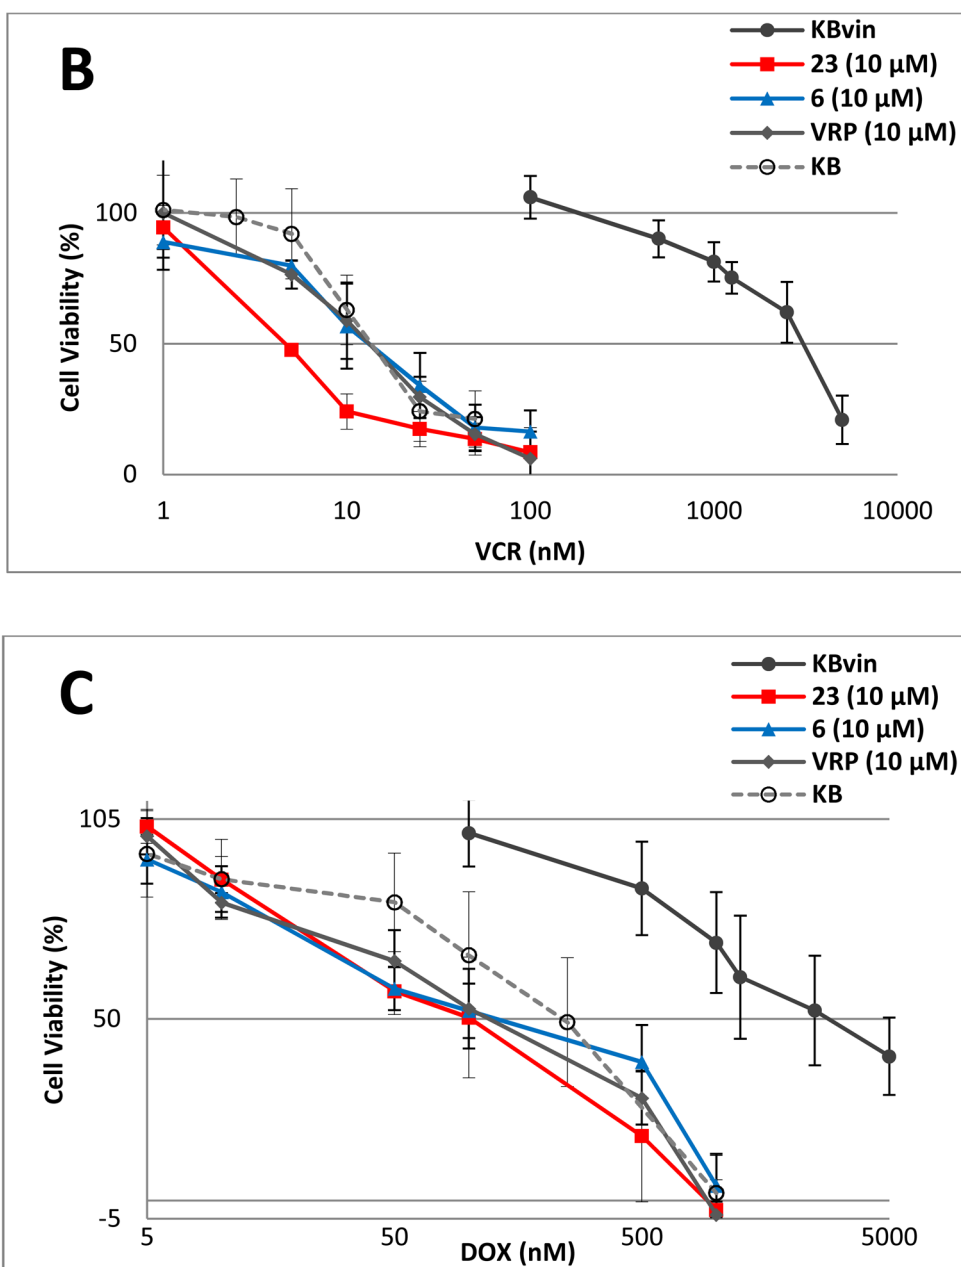 B
KBvin
23 (10 μM)
6 (10 μM)
VRP (10 μM)
KB
Cell Viability (%)
100
50
0
1
10
100
1000
10000
VCR (nM)
C
KBvin
23 (10 μM)
6 (10 μM)
VRP (10 μM)
KB
Cell Viability (%)
105
50
-5
5
50
500
5000
DOX (nM)